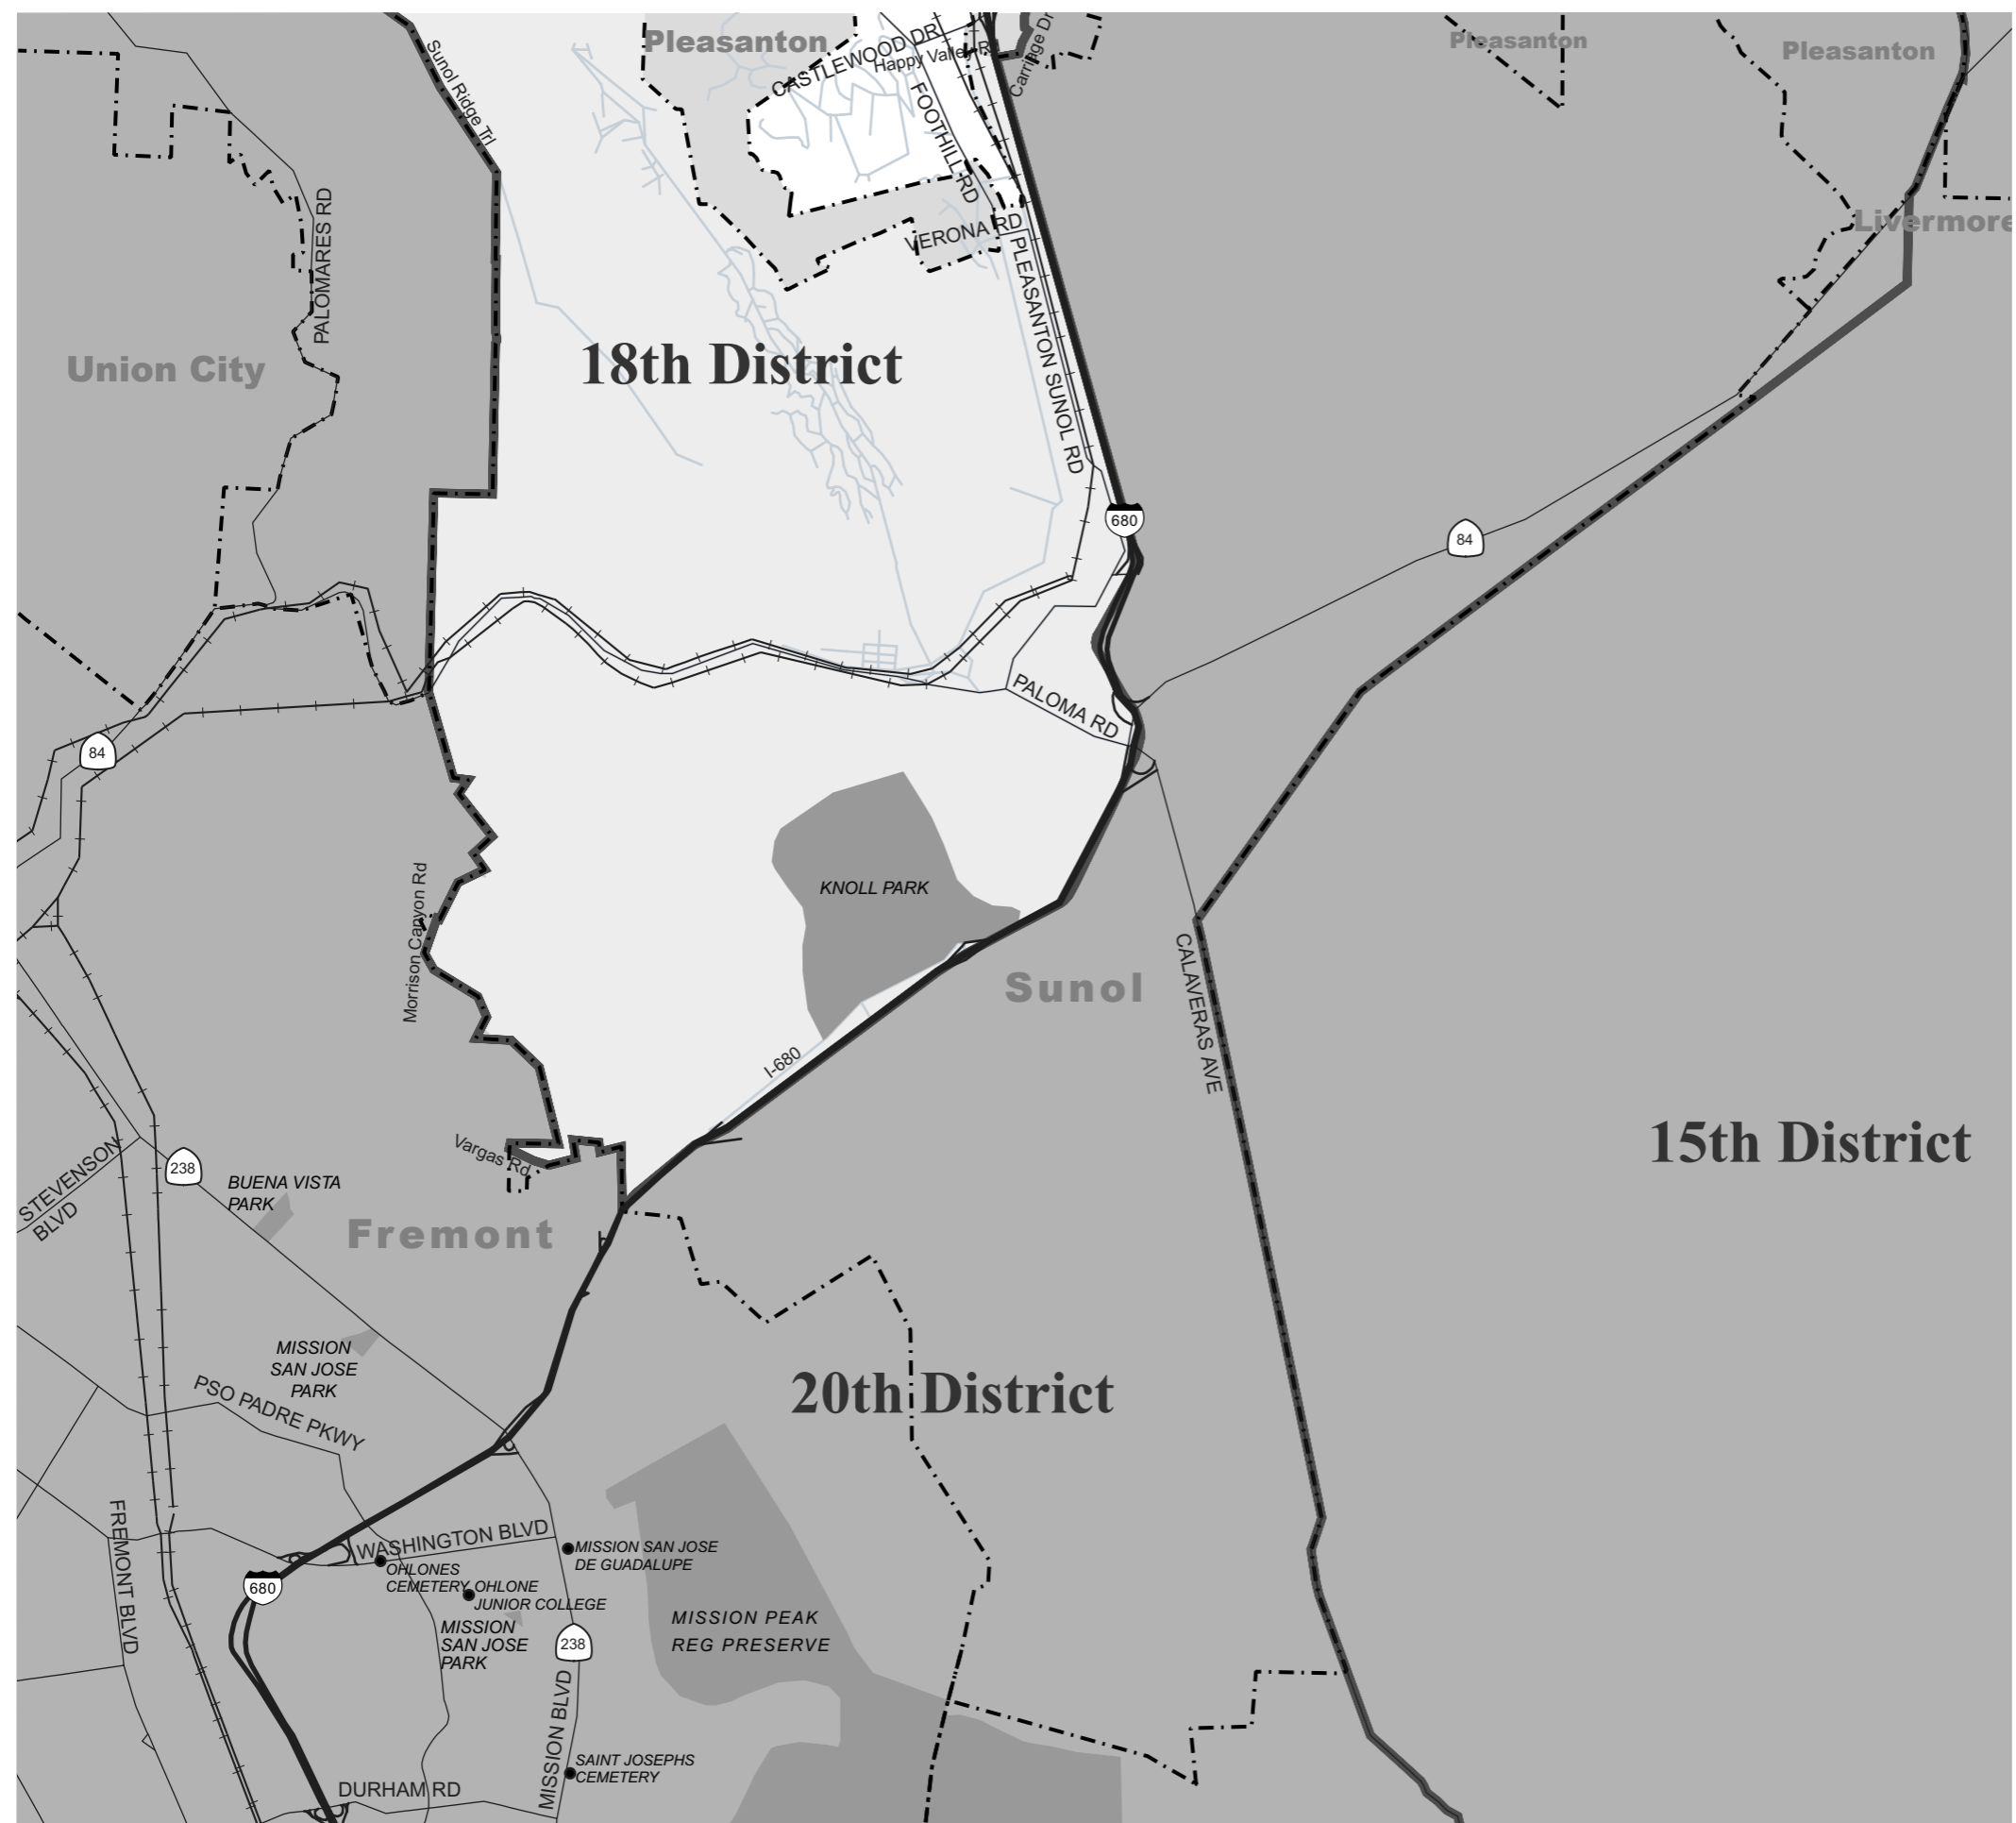 Pleasanton
Pleasanton
Pleasanton
CASTLEWOOD DR
Carriage Dr
Sunol Ridge Trl
FOOTHILL RD
PALOMARES RD
VERONA RD
Livermore
PLEASANTON SUNOL RD
Union City
18th District
680
84
PALOMA RD
84
KNOLL PARK
Morrison Canyon Rd
Sunol
CALAVERAS AVE
I-680
15th District
Vargas Rd
STEVENSON
BLVD
238
BUENA VISTA
PARK
Fremont
MISSION
SAN JOSE
PARK
20th District
PSO PADRE PKWY
FREMONT BLVD
WASHINGTON BLVD
MISSION SAN JOSE
DE GUADALUPE
OHLONES
CEMETERY
680
OHLONE
JUNIOR COLLEGE
MISSION
SAN JOSE
PARK
238
MISSION PEAK
REG PRESERVE
MISSION BLVD
SAINT JOSEPHS
CEMETERY
DURHAM RD